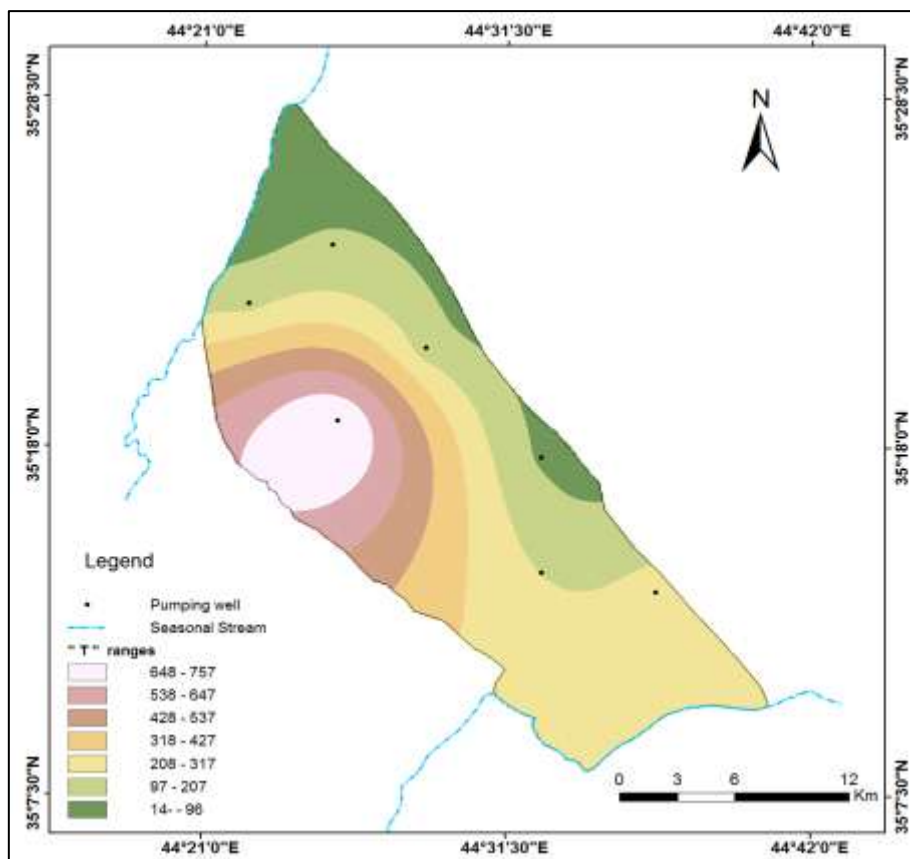 44°21'0"E 44°31'30"E 44°42'0"E
35°28'30"N 35°28'30"N
N
35°18'0"N 35°18'0"N
Legend
Pumping well
Seasonal Stream
"T" ranges
648 - 757
538 - 647
428 - 537
318 - 427
208 - 317
97 - 207
14- - 96
0 3 6 12
Km
35°7'30"N 35°7'30"N
44°21'0"E 44°31'30"E 44°42'0"E